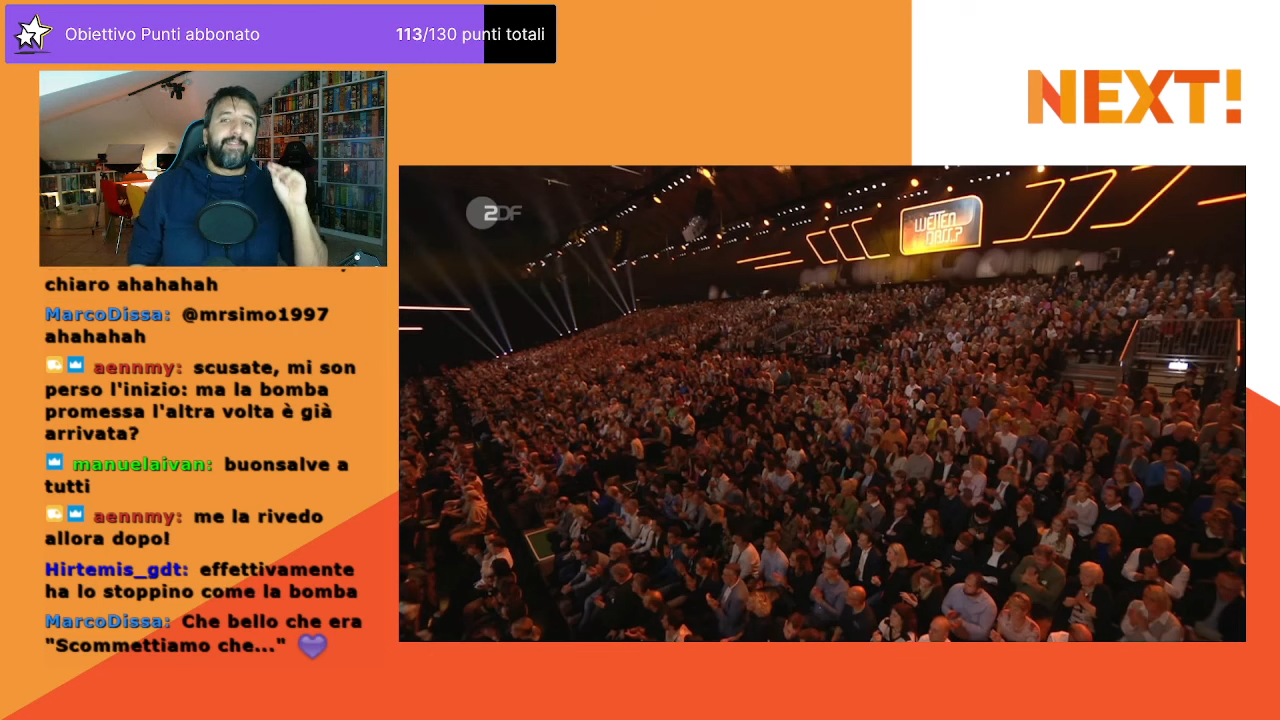 Obiettivo Punti abbonato
113/130 punti totali
NEXT!
2DF
WETTEN
DASS..?
chiaro ahahahah
MarcoDissa: @mrsimo1997
ahahahah
aennmy: scusate, mi son
perso l'inizio: ma la bomba
promessa l'altra volta è già
arrivata?
manuelaivan: buonsalve a
tutti
aennmy: me la rivedo
allora dopo!
Hirtemis_gdt: effettivamente
ha lo stoppino come la bomba
MarcoDissa: Che bello che era
"Scommettiamo che..."